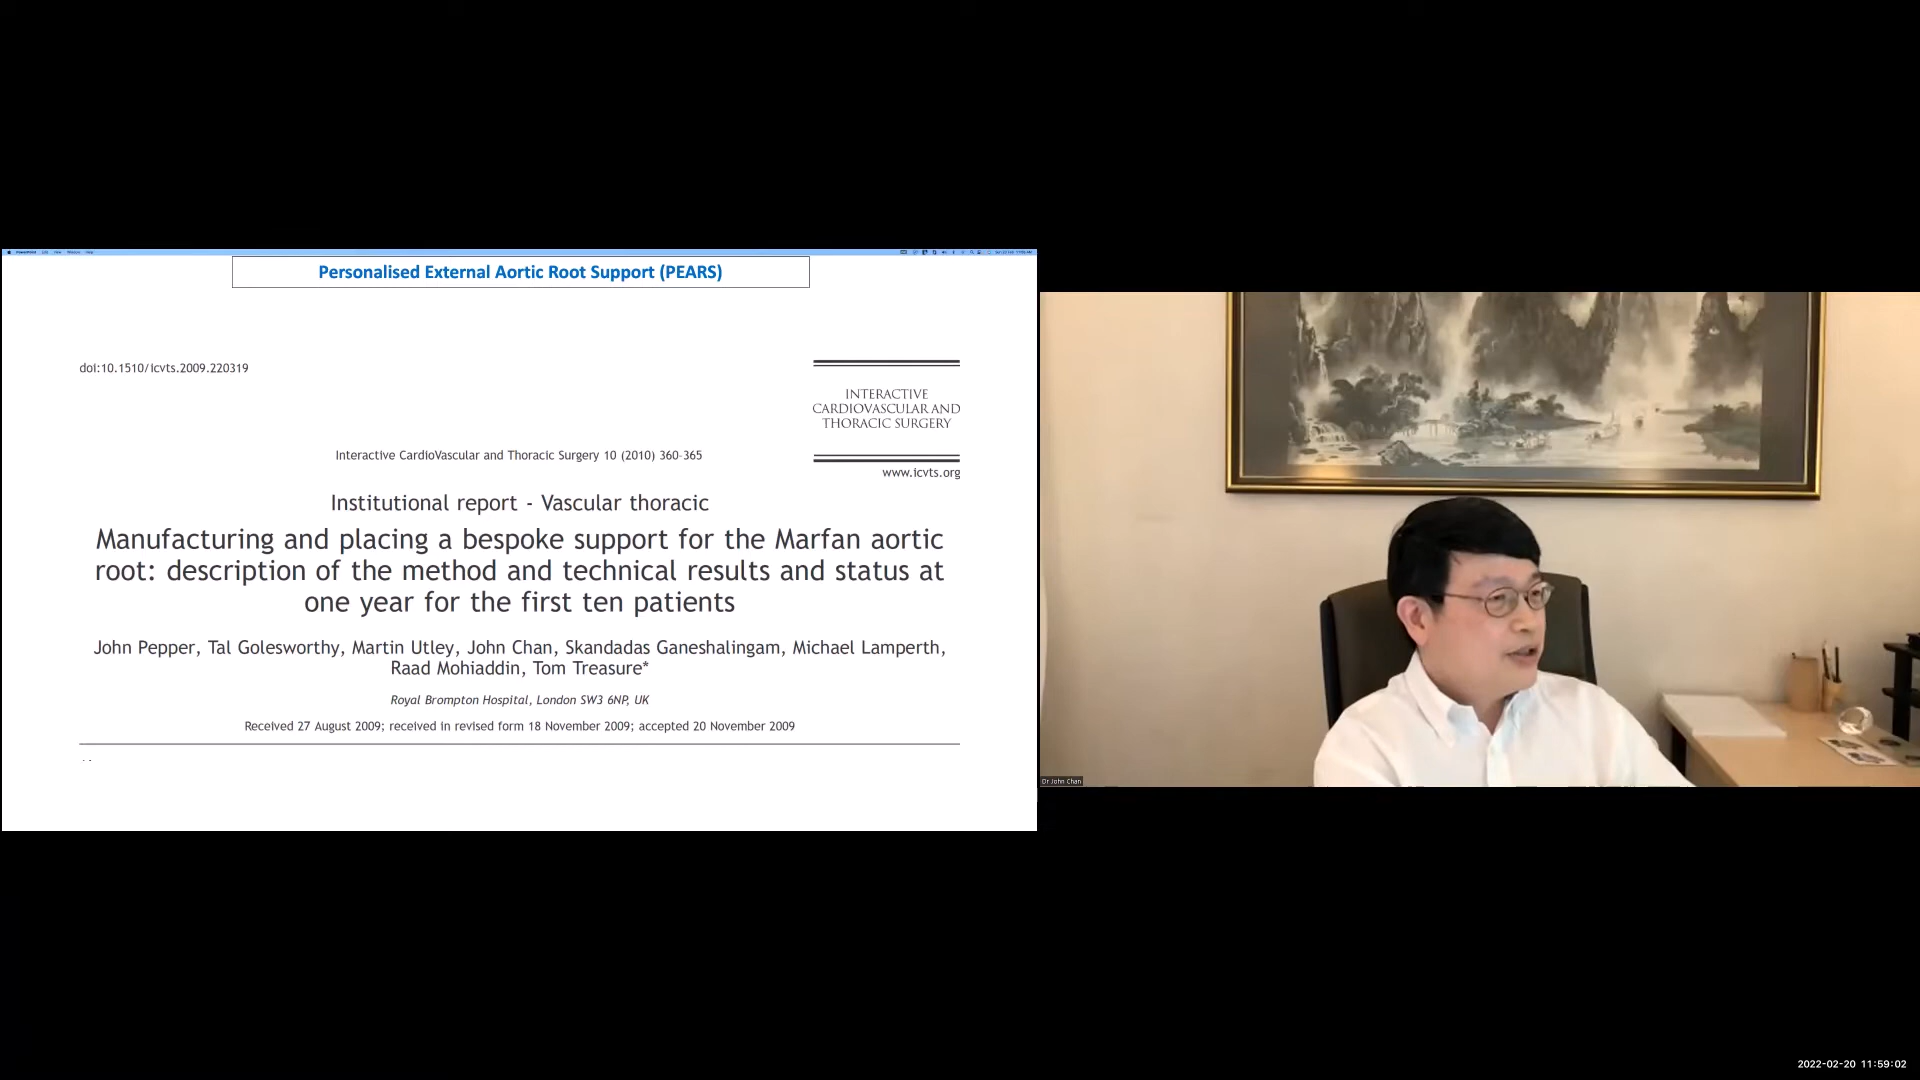 Personalised External Aortic Root Support (PEARS)
doi:10.1510/icvts.2009.220319
INTERACTIVE
CARDIOVASCULAR AND
THORACIC SURGERY
Interactive CardioVascular and Thoracic Surgery 10 (2010) 360-365
www.icvts.org
Institutional report - Vascular thoracic
Manufacturing and placing a bespoke support for the Marfan aortic
root: description of the method and technical results and status at
one year for the first ten patients
John Pepper, Tal Golesworthy, Martin Utley, John Chan, Skandadas Ganeshalingam, Michael Lamperth,
Raad Mohiaddin, Tom Treasure*
Royal Brompton Hospital, London SW3 6NP, UK
Received 27 August 2009; received in revised form 18 November 2009; accepted 20 November 2009
Dr John Chan
2022-02-20 11:59:02